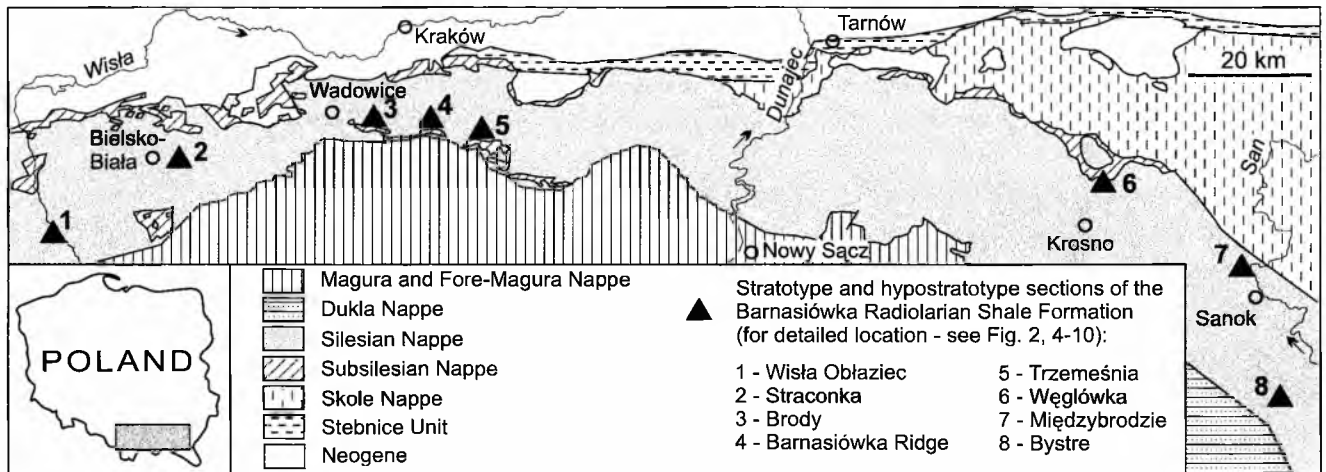 Tarnów
Kraków
Wisła
20 km
Dunajec
Wadowice
3
4
5
Bielsko-
Biała
2
San
6
1
Krosno
Nowy Sącz
7
Sanok
8
POLAND
Magura and Fore-Magura Nappe
Dukla Nappe
Silesian Nappe
Subsilesian Nappe
Skole Nappe
Stebnice Unit
Neogene
Stratotype and hypostratotype sections of the
Barnasiówka Radiolarian Shale Formation
(for detailed location - see Fig. 2, 4-10):
1 - Wisła Obłaziec
2 - Straconka
3 - Brody
4 - Barnasiówka Ridge
5 - Trzemeśnia
6 - Węglówka
7 - Międzybrodzie
8 - Bystre